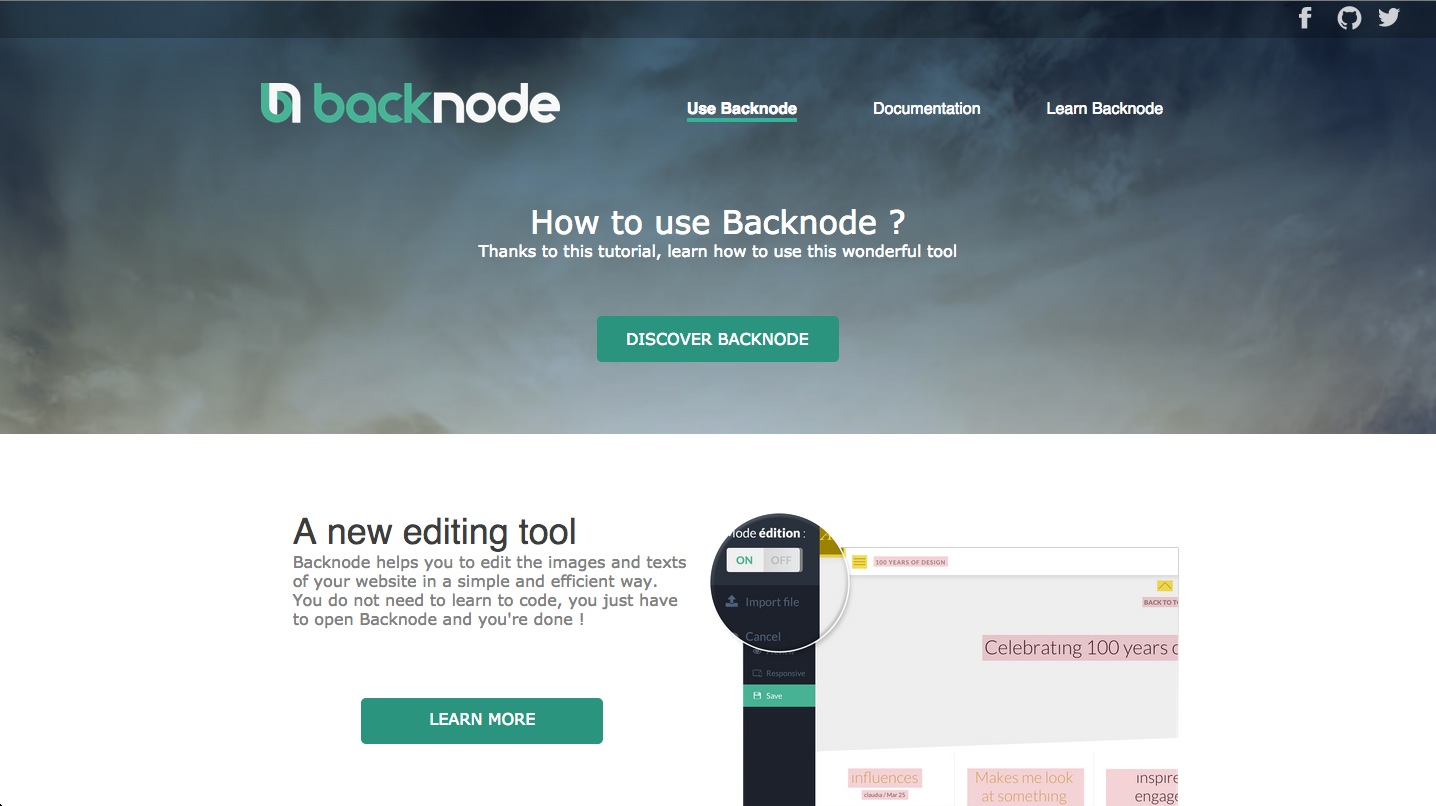 backnode
Use Backnode
Documentation
Learn Backnode
How to use Backnode ?
Thanks to this tutorial, learn how to use this wonderful tool
DISCOVER BACKNODE
A new editing tool
Backnode helps you to edit the images and texts
of your website in a simple and efficient way.
You do not need to learn to code, you just have
to open Backnode and you're done !
LEARN MORE
ode édition :
ON OFF
Import file
Cancel
Responsive
Save
100 YEARS OF DESIGN
BACK TO T
Celebrating 100 years
influences
claudia / Mar 25
Makes me look
at something
inspire
engage